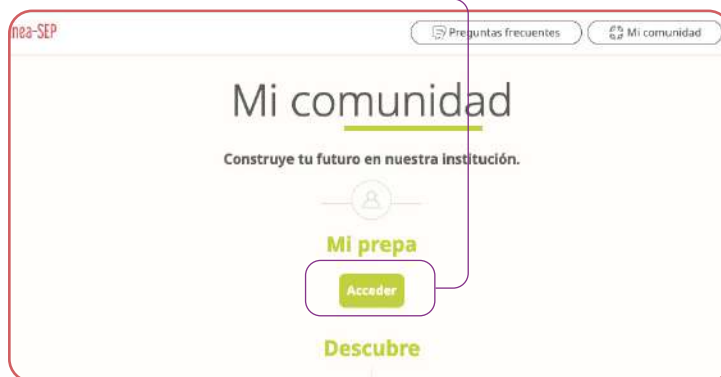 nea-SEP
Preguntas frecuentes
Mi comunidad
Mi comunidad
Construye tu futuro en nuestra institución.
Mi prepa
Acceder
Descubre